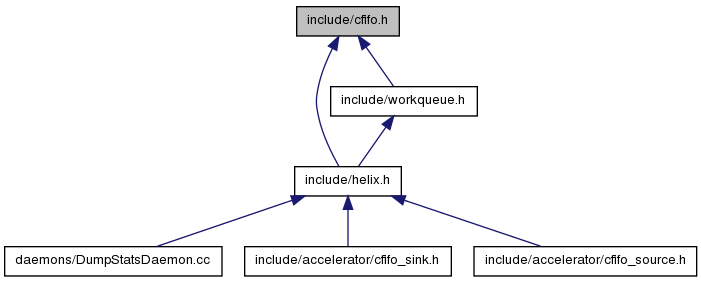 include/cfifo.h
include/workqueue.h
include/helix.h
daemons/DumpStatsDaemon.cc
include/accelerator/cfifo_sink.h
include/accelerator/cfifo_source.h